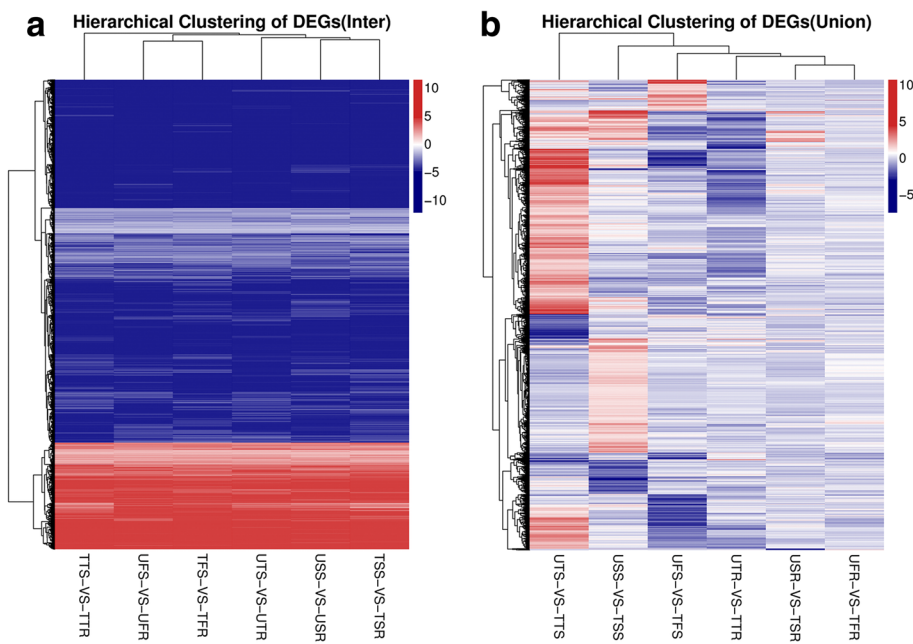 a
Hierarchical Clustering of DEGs(Inter)
10
5
0
−5
−10
TTS−VS−TTR
UFS−VS−UFR
TFS−VS−TFR
UTS−VS−UTR
USS−VS−USR
TSS−VS−TSR
b
Hierarchical Clustering of DEGs(Union)
10
5
0
−5
UTS−VS−TTS
USS−VS−TSS
UFS−VS−TFS
UTR−VS−TTR
USR−VS−TSR
UFR−VS−TFR